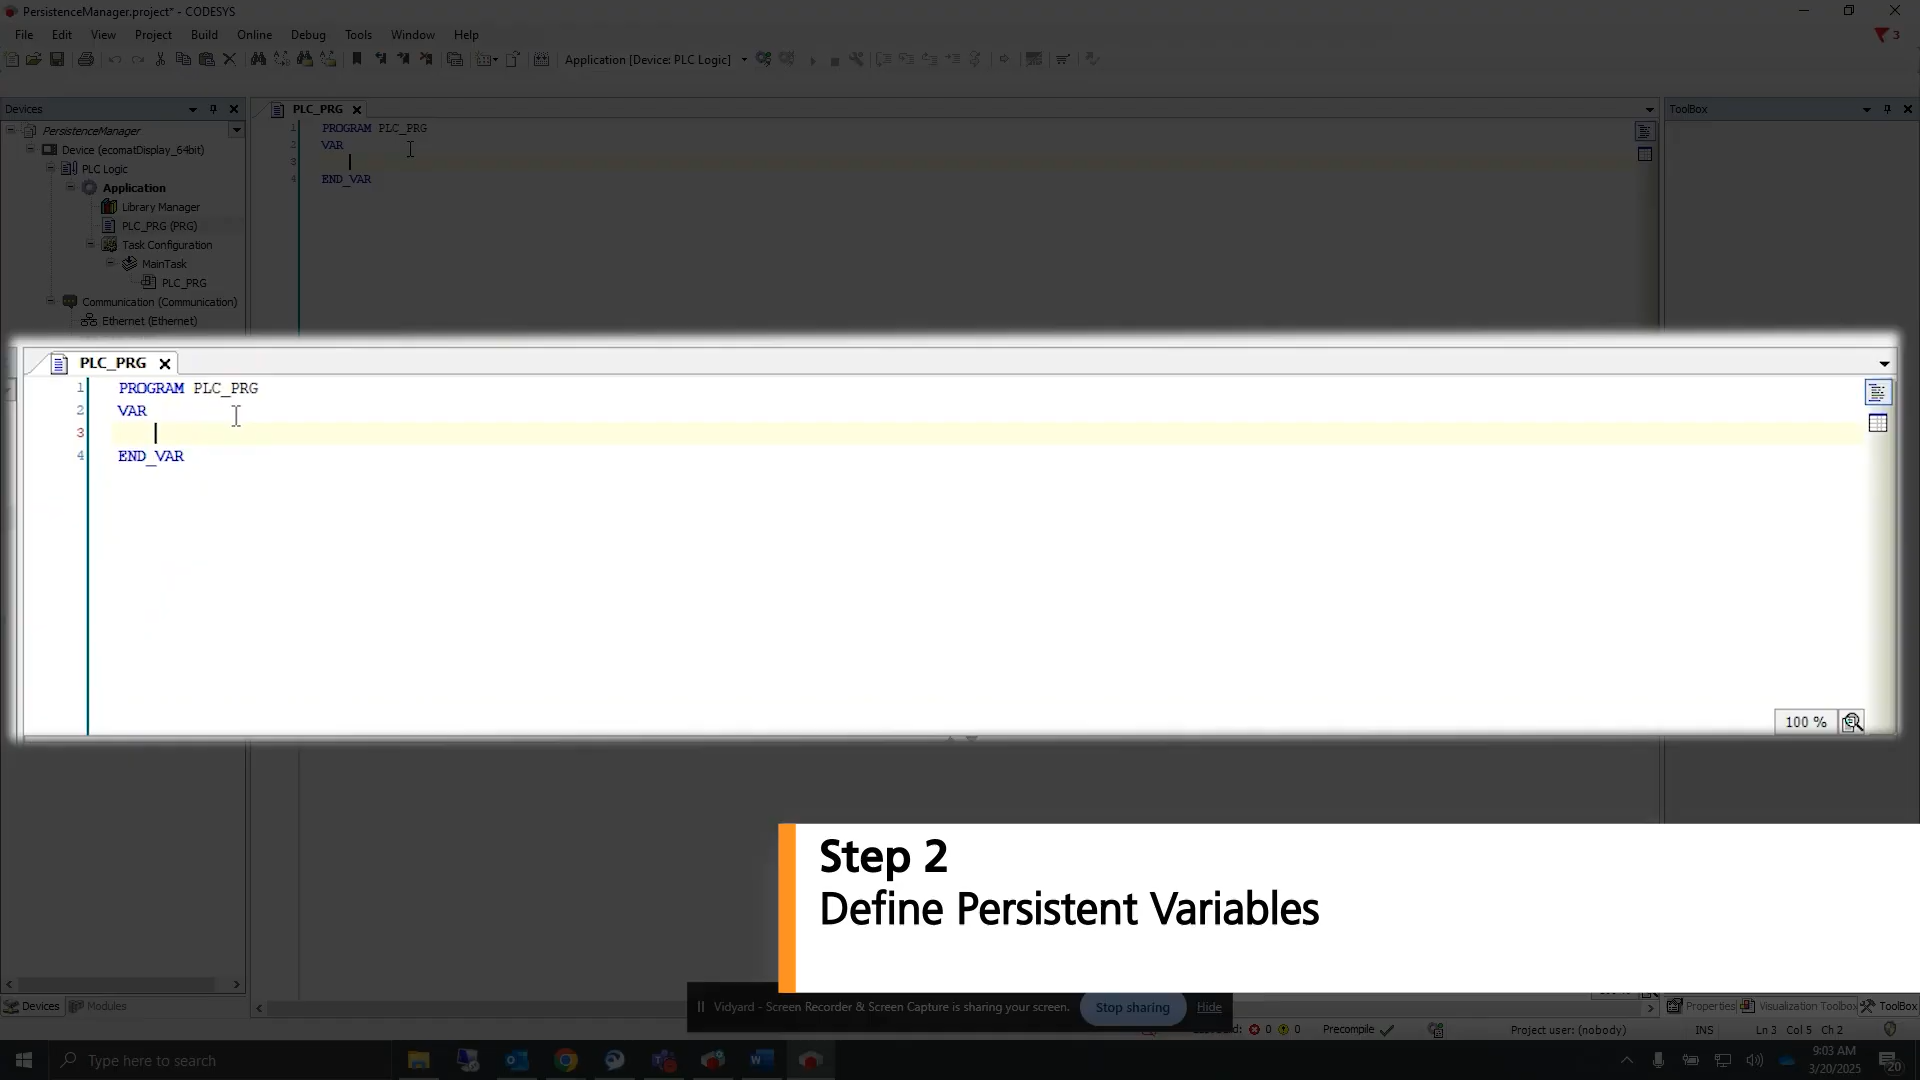 PersistenceManager.project* - CODESYS
File Edit View Project Build Online Debug Tools Window Help
3
Application [Device: PLC Logic]
Devices
PersistenceManager
Device (ecomatDisplay_64bit)
PLC Logic
Application
Library Manager
PLC_PRG (PRG)
Task Configuration
MainTask
PLC_PRG
Communication (Communication)
Ethernet (Ethernet)
PLC_PRG
1 PROGRAM PLC_PRG
2 VAR
3
4 END_VAR
ToolBox
PLC_PRG
1 PROGRAM PLC_PRG
2 VAR
3
4 END_VAR
100 %
Step 2
Define Persistent Variables
Devices Modules
Vidyard - Screen Recorder & Screen Capture is sharing your screen. Stop sharing Hide
Properties Visualization Toolbox ToolBox
0 0 Precompile Project user: (nobody) INS Ln 3 Col 5 Ch 2
Type here to search
9:03 AM
3/20/2025
20